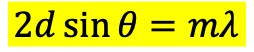 2d sin θ = mλ